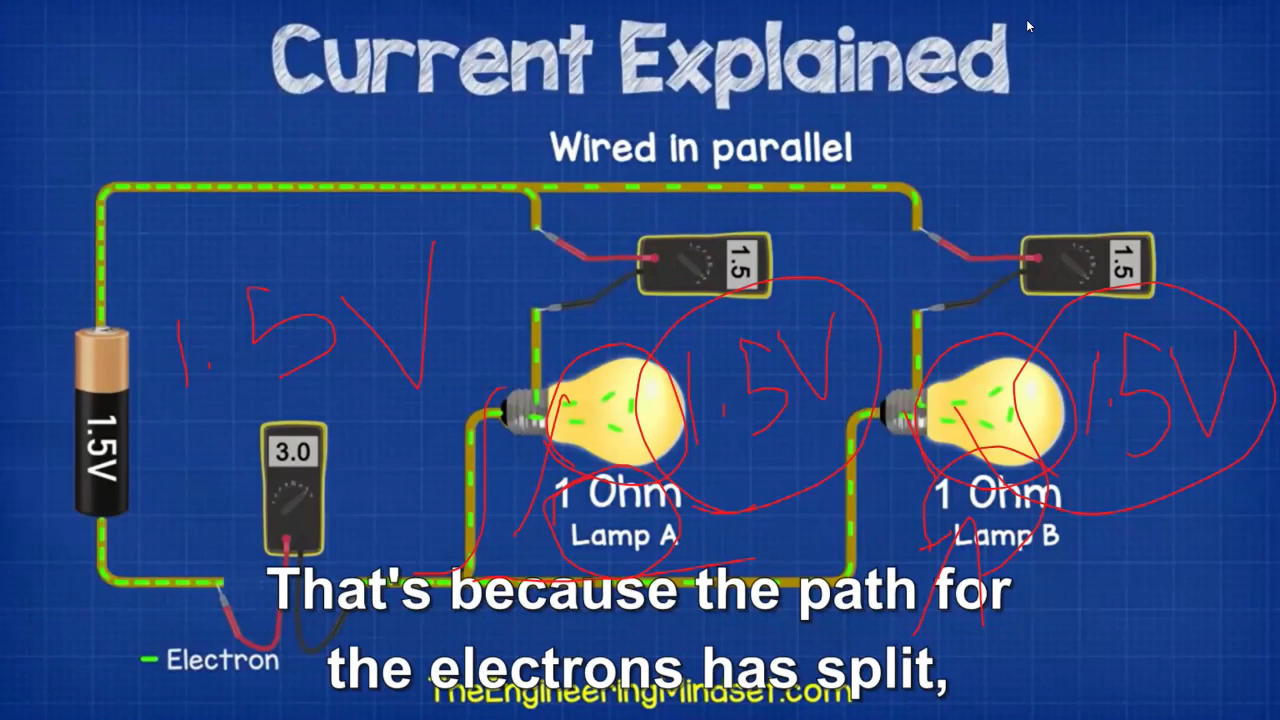 Current Explained
Wired in parallel
1.5
1.5
1.5V
1.5V
1.5V
1.5V
3.0
1 Ohm
Lamp A
1 Ohm
Lamp B
That's because the path for
the electrons has split,
Electron
TheEngineeringMindset.com